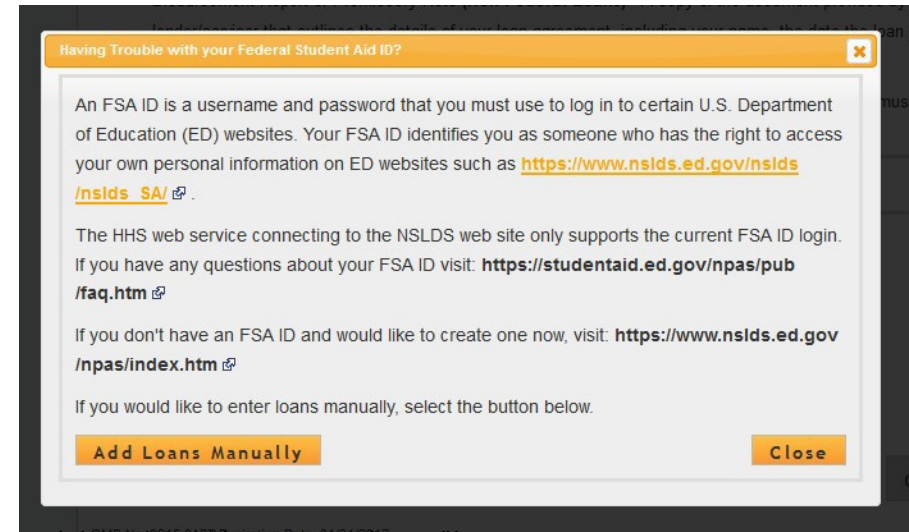 Having Trouble with your Federal Student Aid ID?
An FSA ID is a username and password that you must use to log in to certain U.S. Department
of Education (ED) websites. Your FSA ID identifies you as someone who has the right to access
your own personal information on ED websites such as https://www.nslds.ed.gov/nslds
/nslds_SA/ .
The HHS web service connecting to the NSLDS web site only supports the current FSA ID login.
If you have any questions about your FSA ID visit: https://studentaid.ed.gov/npas/pub
/faq.htm
If you don't have an FSA ID and would like to create one now, visit: https://www.nslds.ed.gov
/npas/index.htm
If you would like to enter loans manually, select the button below.
Add Loans Manually
Close